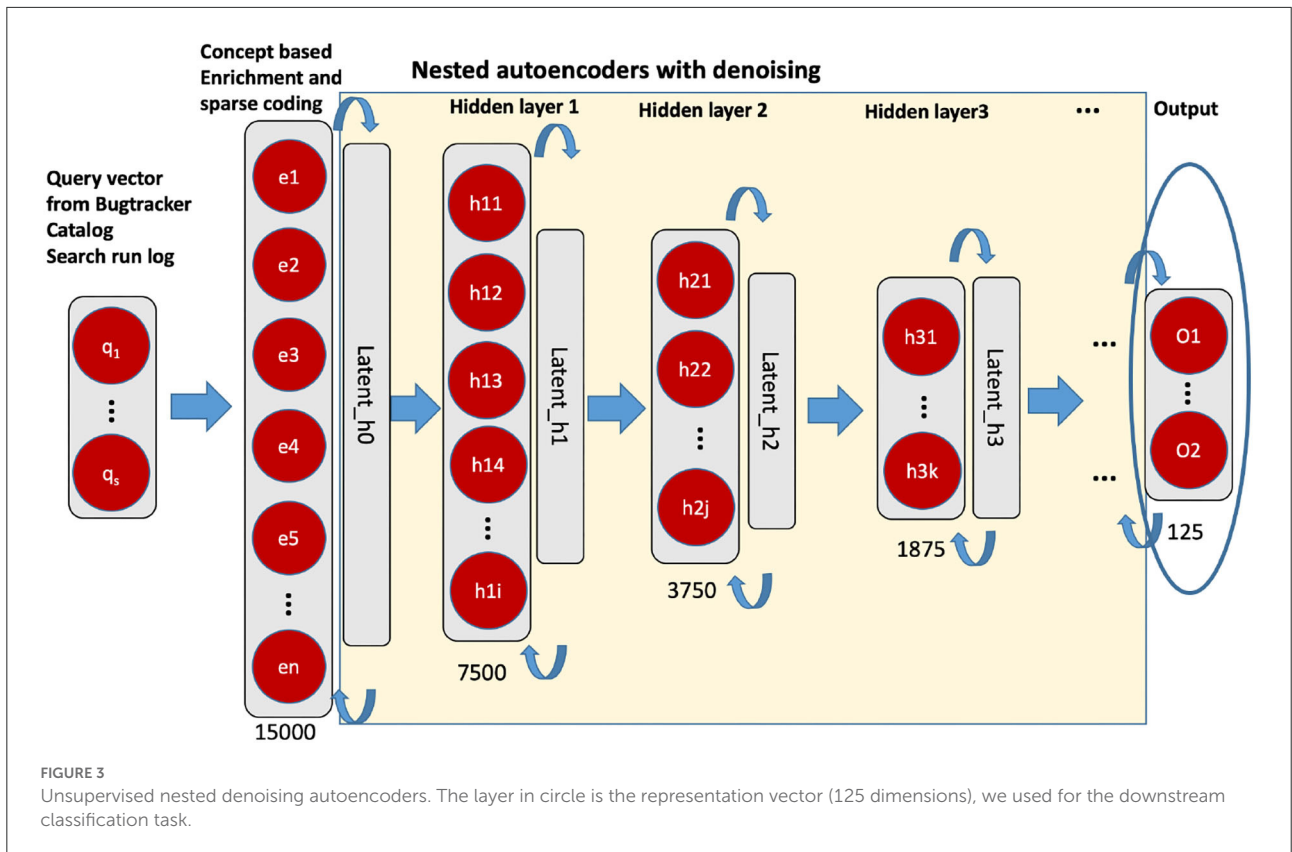 Concept based
Enrichment and
sparse coding
Nested autoencoders with denoising
Hidden layer 1
Hidden layer 2
Hidden layer3
...
Output
Query vector
from Bugtracker
Catalog
Search run log
q1
...
qs
e1
e2
e3
e4
e5
...
en
15000
Latent_h0
h11
h12
h13
h14
...
h1i
7500
Latent_h1
h21
h22
...
h2j
3750
Latent_h2
h31
...
h3k
1875
Latent_h3
...
...
O1
...
O2
125
FIGURE 3
Unsupervised nested denoising autoencoders. The layer in circle is the representation vector (125 dimensions), we used for the downstream
classification task.